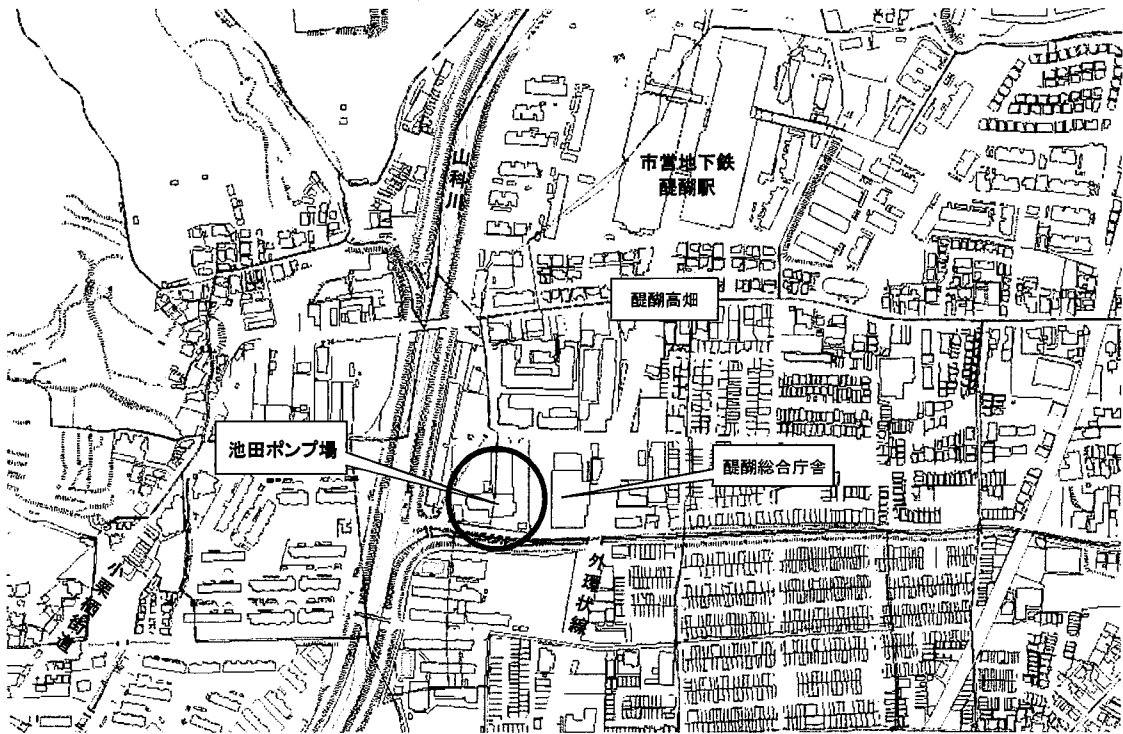 山科川
市営地下鉄
醍醐駅
醍醐高畑
池田ポンプ場
醍醐総合庁舎
外環状線
小栗栖街道